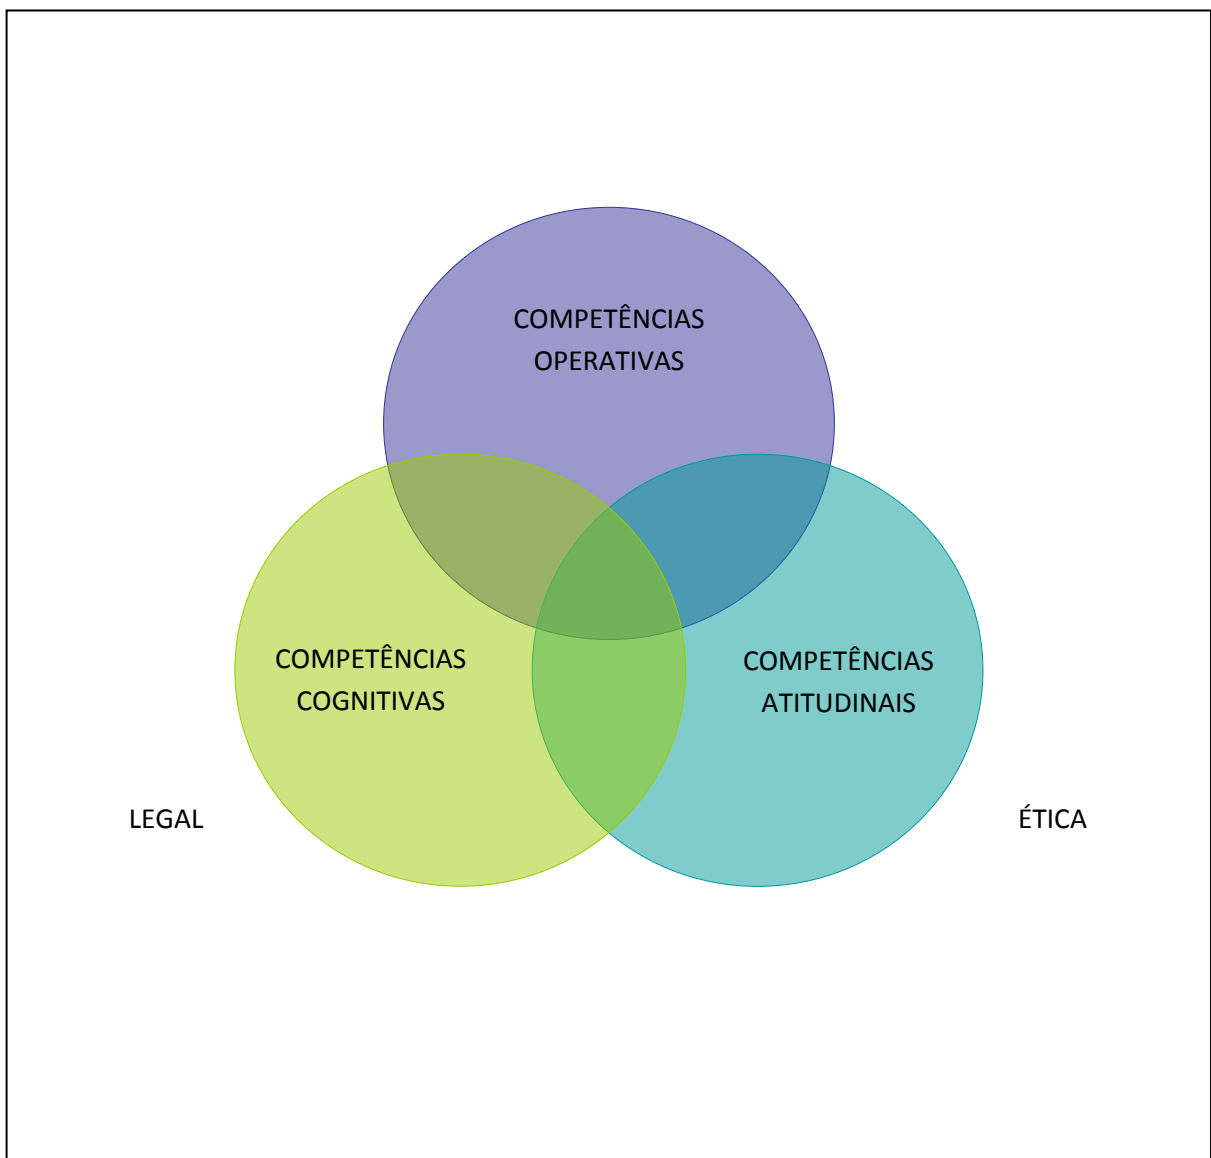 COMPETÊNCIAS
OPERATIVAS
COMPETÊNCIAS
COGNITIVAS
COMPETÊNCIAS
ATITUDINAIS
LEGAL
ÉTICA